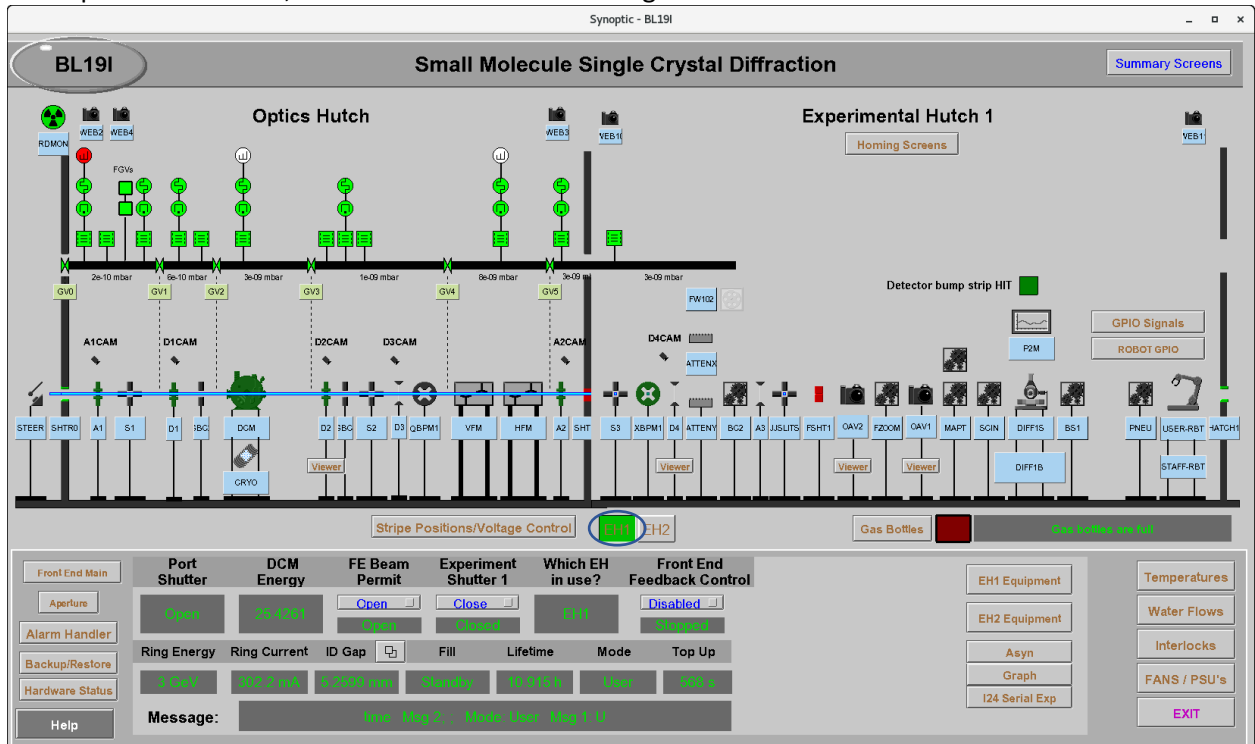 Synoptic - BL19I
BL19I
Small Molecule Single Crystal Diffraction
Summary Screens
Optics Hutch
Experimental Hutch 1
Homing Screens
RDMON
WEB2
WEB4
WEB3
FGVs
2e-10 mbar
6e-10 mbar
3e-09 mbar
1e-09 mbar
8e-09 mbar
3e-09 mbar
GV0
GV1
GV2
GV3
GV4
GV5
FW102
Detector bump strip HIT
GPIO Signals
ROBOT GPIO
P2M
A1CAM
D1CAM
D2CAM
D3CAM
A2CAM
D4CAM
ATTENX
STEER
SHTR0
A1
S1
D1
DCM
D2
S2
D3
QBPM1
VFM
HFM
A2
SHT
S3
XBPM1
D4
ATTENY
BC2
A3
JJSLITS
FSHT1
OAV2
FZOOM
OAV1
MAPT
SCIN
DIFF1S
BS1
PNEU
USER-RBT
HATCH1
Viewer
Viewer
Viewer
Viewer
CRYO
DIFF1B
STAFF-RBT
Stripe Positions/Voltage Control
EH1
EH2
Gas Bottles
Gas bottles are full
Front End Main
Aperture
Alarm Handler
Backup/Restore
Hardware Status
Help
Port Shutter
DCM Energy
FE Beam Permit
Experiment Shutter 1
Which EH in use?
Front End Feedback Control
Open
25.4261
Open
Open
Close
Closed
EH1
Disabled
Stopped
Ring Energy
Ring Current
ID Gap
Fill
Lifetime
Mode
Top Up
3 GeV
302.2 mA
5.2599 mm
Standby
10.915 h
User
568 s
Message:
time Msg 2; ; Mode: User Msg 1: U
EH1 Equipment
EH2 Equipment
Asyn
Graph
I24 Serial Exp
Temperatures
Water Flows
Interlocks
FANS / PSU's
EXIT